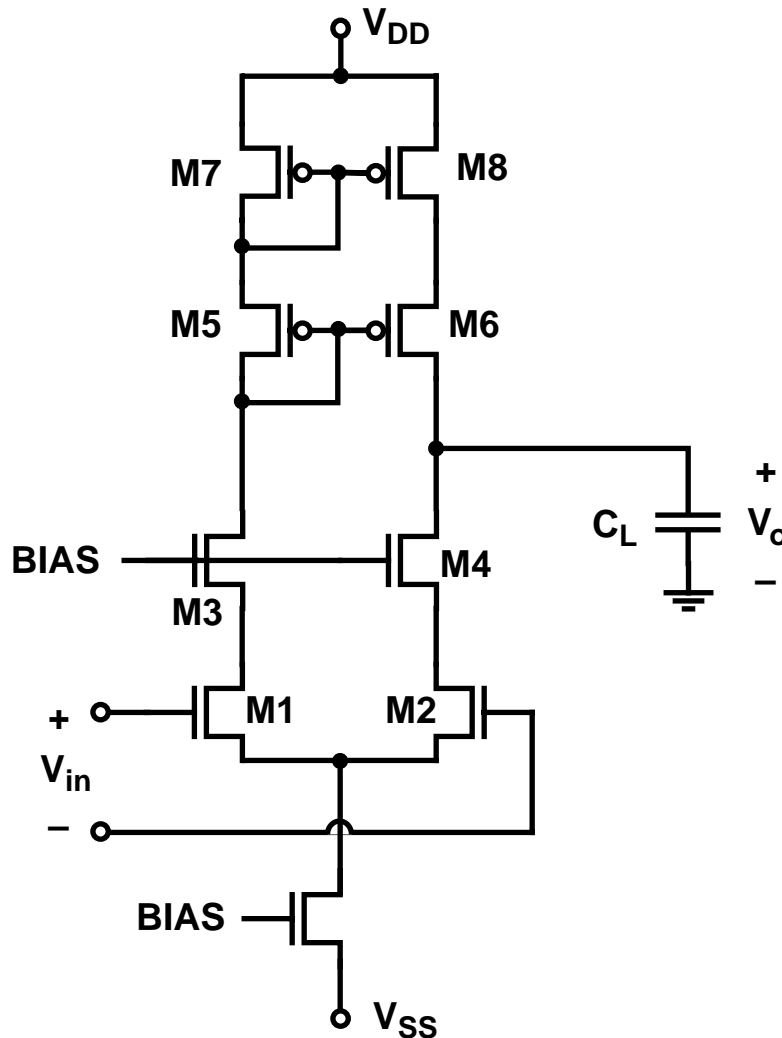 V_DD
M7
M8
M5
M6
+
C_L
V_o
BIAS
M4
–
M3
+
M1
M2
V_in
–
BIAS
V_SS